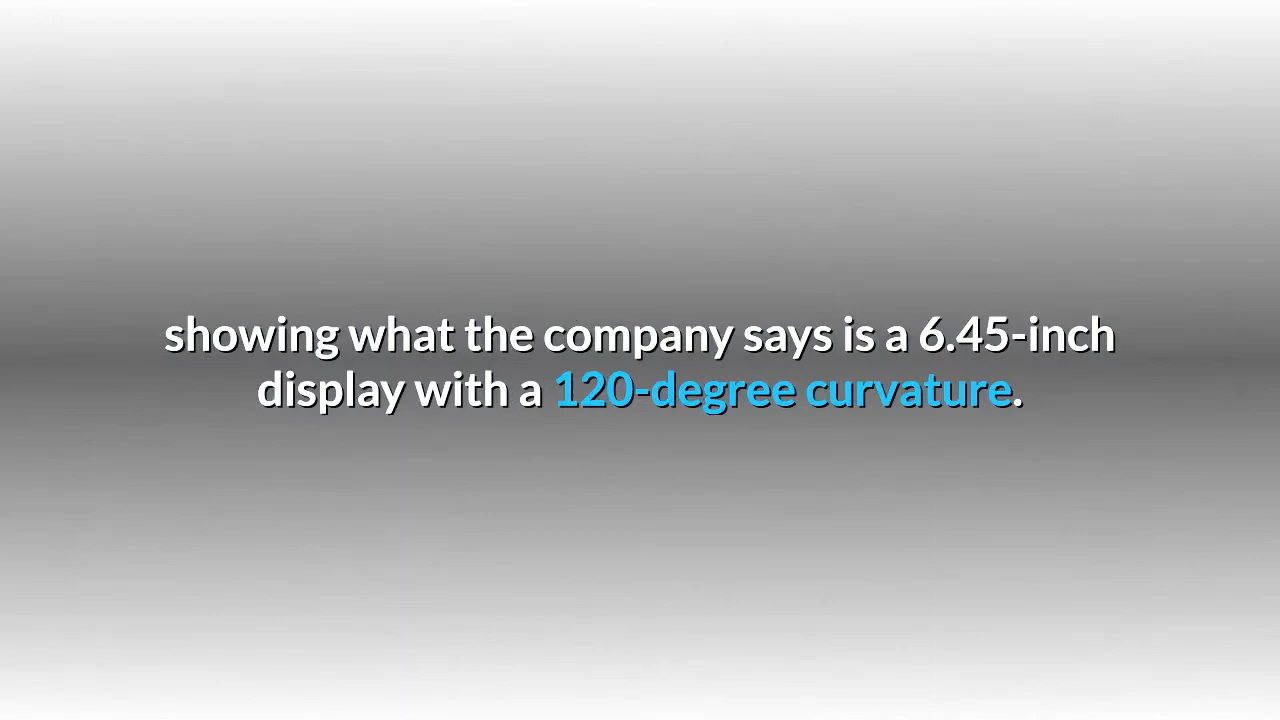 showing what the company says is a 6.45-inch
display with a 120-degree curvature.